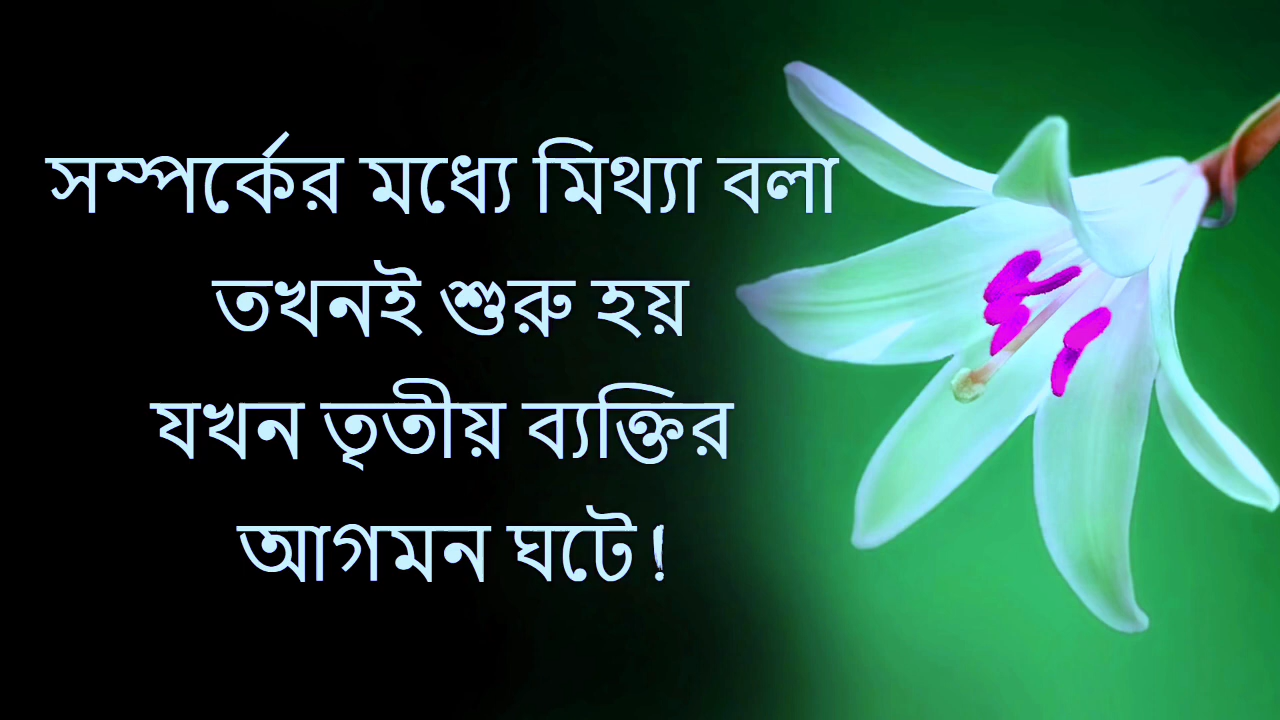 সম্পর্কের মধ্যে মিথ্যা বলা
তখনই শুরু হয়
যখন তৃতীয় ব্যক্তির
আগমন ঘটে!